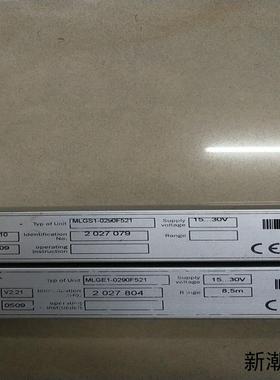 Typ of Unit MLGS1-0290F521 Supply voltage 15...30V
10 Identification No. 2 027 079
09 operating instruction CE
Typ of Unit MLGE1-0290F521 Supply voltage 15...30V
V2.21 No. 2 027 804 Range 8,5m
0509 CE
新潮